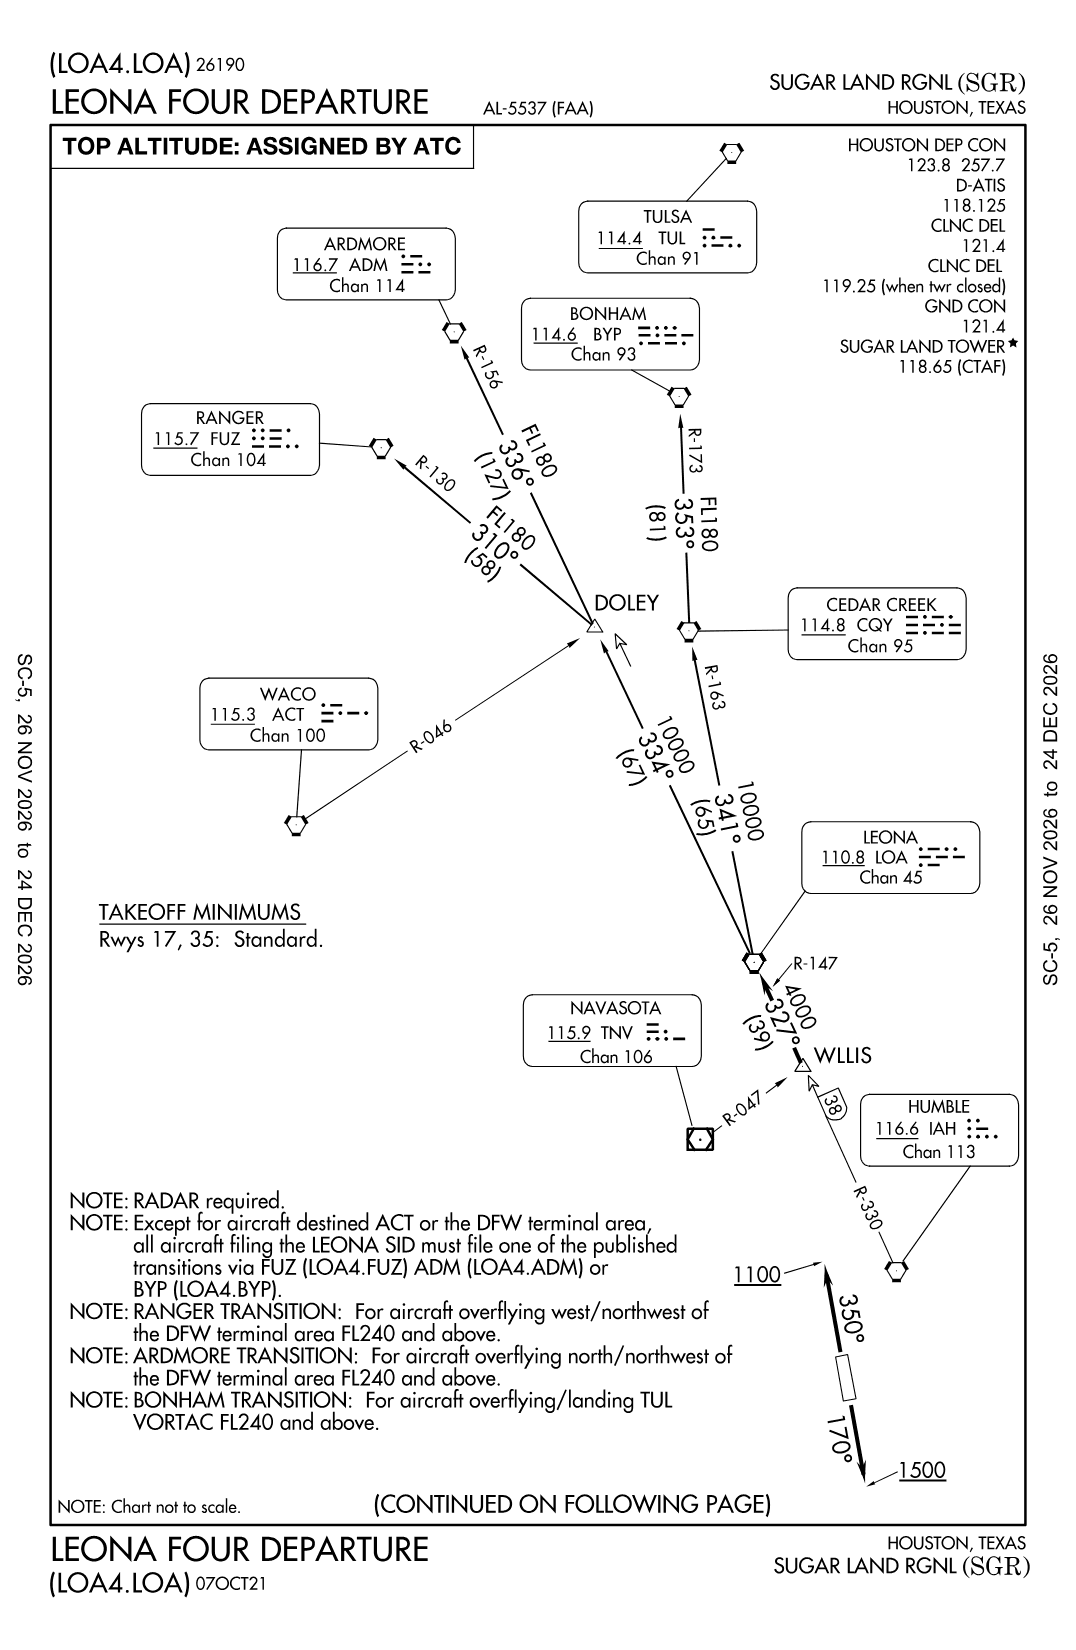 (LOA4.LOA) 26190
LEONA FOUR DEPARTURE
AL-5537 (FAA)
SUGAR LAND RGNL (SGR)
HOUSTON, TEXAS
TOP ALTITUDE: ASSIGNED BY ATC
HOUSTON DEP CON
123.8 257.7
D-ATIS
118.125
CLNC DEL
121.4
CLNC DEL
119.25 (when twr closed)
GND CON
121.4
SUGAR LAND TOWER★
118.65 (CTAF)
TULSA
114.4 TUL
Chan 91
ARDMORE
116.7 ADM
Chan 114
BONHAM
114.6 BYP
Chan 93
R-156
RANGER
115.7 FUZ
Chan 104
R-130
FL180
336°
(127)
R-173
FL180
353°
(81)
FL180
310°
(58)
DOLEY
CEDAR CREEK
114.8 CQY
Chan 95
WACO
115.3 ACT
Chan 100
R-046
R-163
10000
334°
(67)
10000
341°
(65)
LEONA
110.8 LOA
Chan 45
TAKEOFF MINIMUMS
Rwys 17, 35: Standard.
R-147
4000
327°
(39)
NAVASOTA
115.9 TNV
Chan 106
WLLIS
R-047
38
HUMBLE
116.6 IAH
Chan 113
R-330
NOTE: RADAR required.
NOTE: Except for aircraft destined ACT or the DFW terminal area,
all aircraft filing the LEONA SID must file one of the published
transitions via FUZ (LOA4.FUZ) ADM (LOA4.ADM) or
BYP (LOA4.BYP).
NOTE: RANGER TRANSITION: For aircraft overflying west/northwest of
the DFW terminal area FL240 and above.
NOTE: ARDMORE TRANSITION: For aircraft overflying north/northwest of
the DFW terminal area FL240 and above.
NOTE: BONHAM TRANSITION: For aircraft overflying/landing TUL
VORTAC FL240 and above.
1100
350°
170°
1500
NOTE: Chart not to scale.
(CONTINUED ON FOLLOWING PAGE)
LEONA FOUR DEPARTURE
(LOA4.LOA) 07OCT21
HOUSTON, TEXAS
SUGAR LAND RGNL (SGR)
SC-5, 26 NOV 2026 to 24 DEC 2026
SC-5, 26 NOV 2026 to 24 DEC 2026